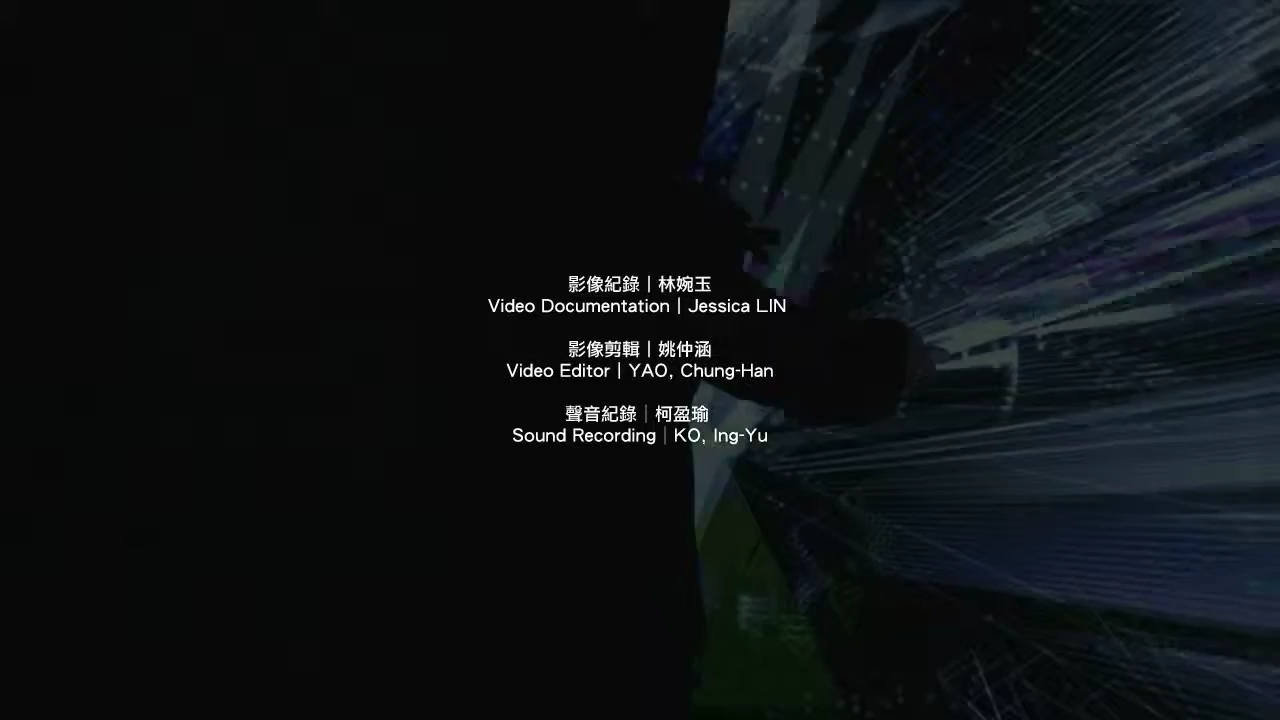 影像紀錄｜林婉玉
Video Documentation | Jessica LIN
影像剪輯｜姚仲涵
Video Editor | YAO, Chung-Han
聲音紀錄｜柯盈瑜
Sound Recording | KO, Ing-Yu